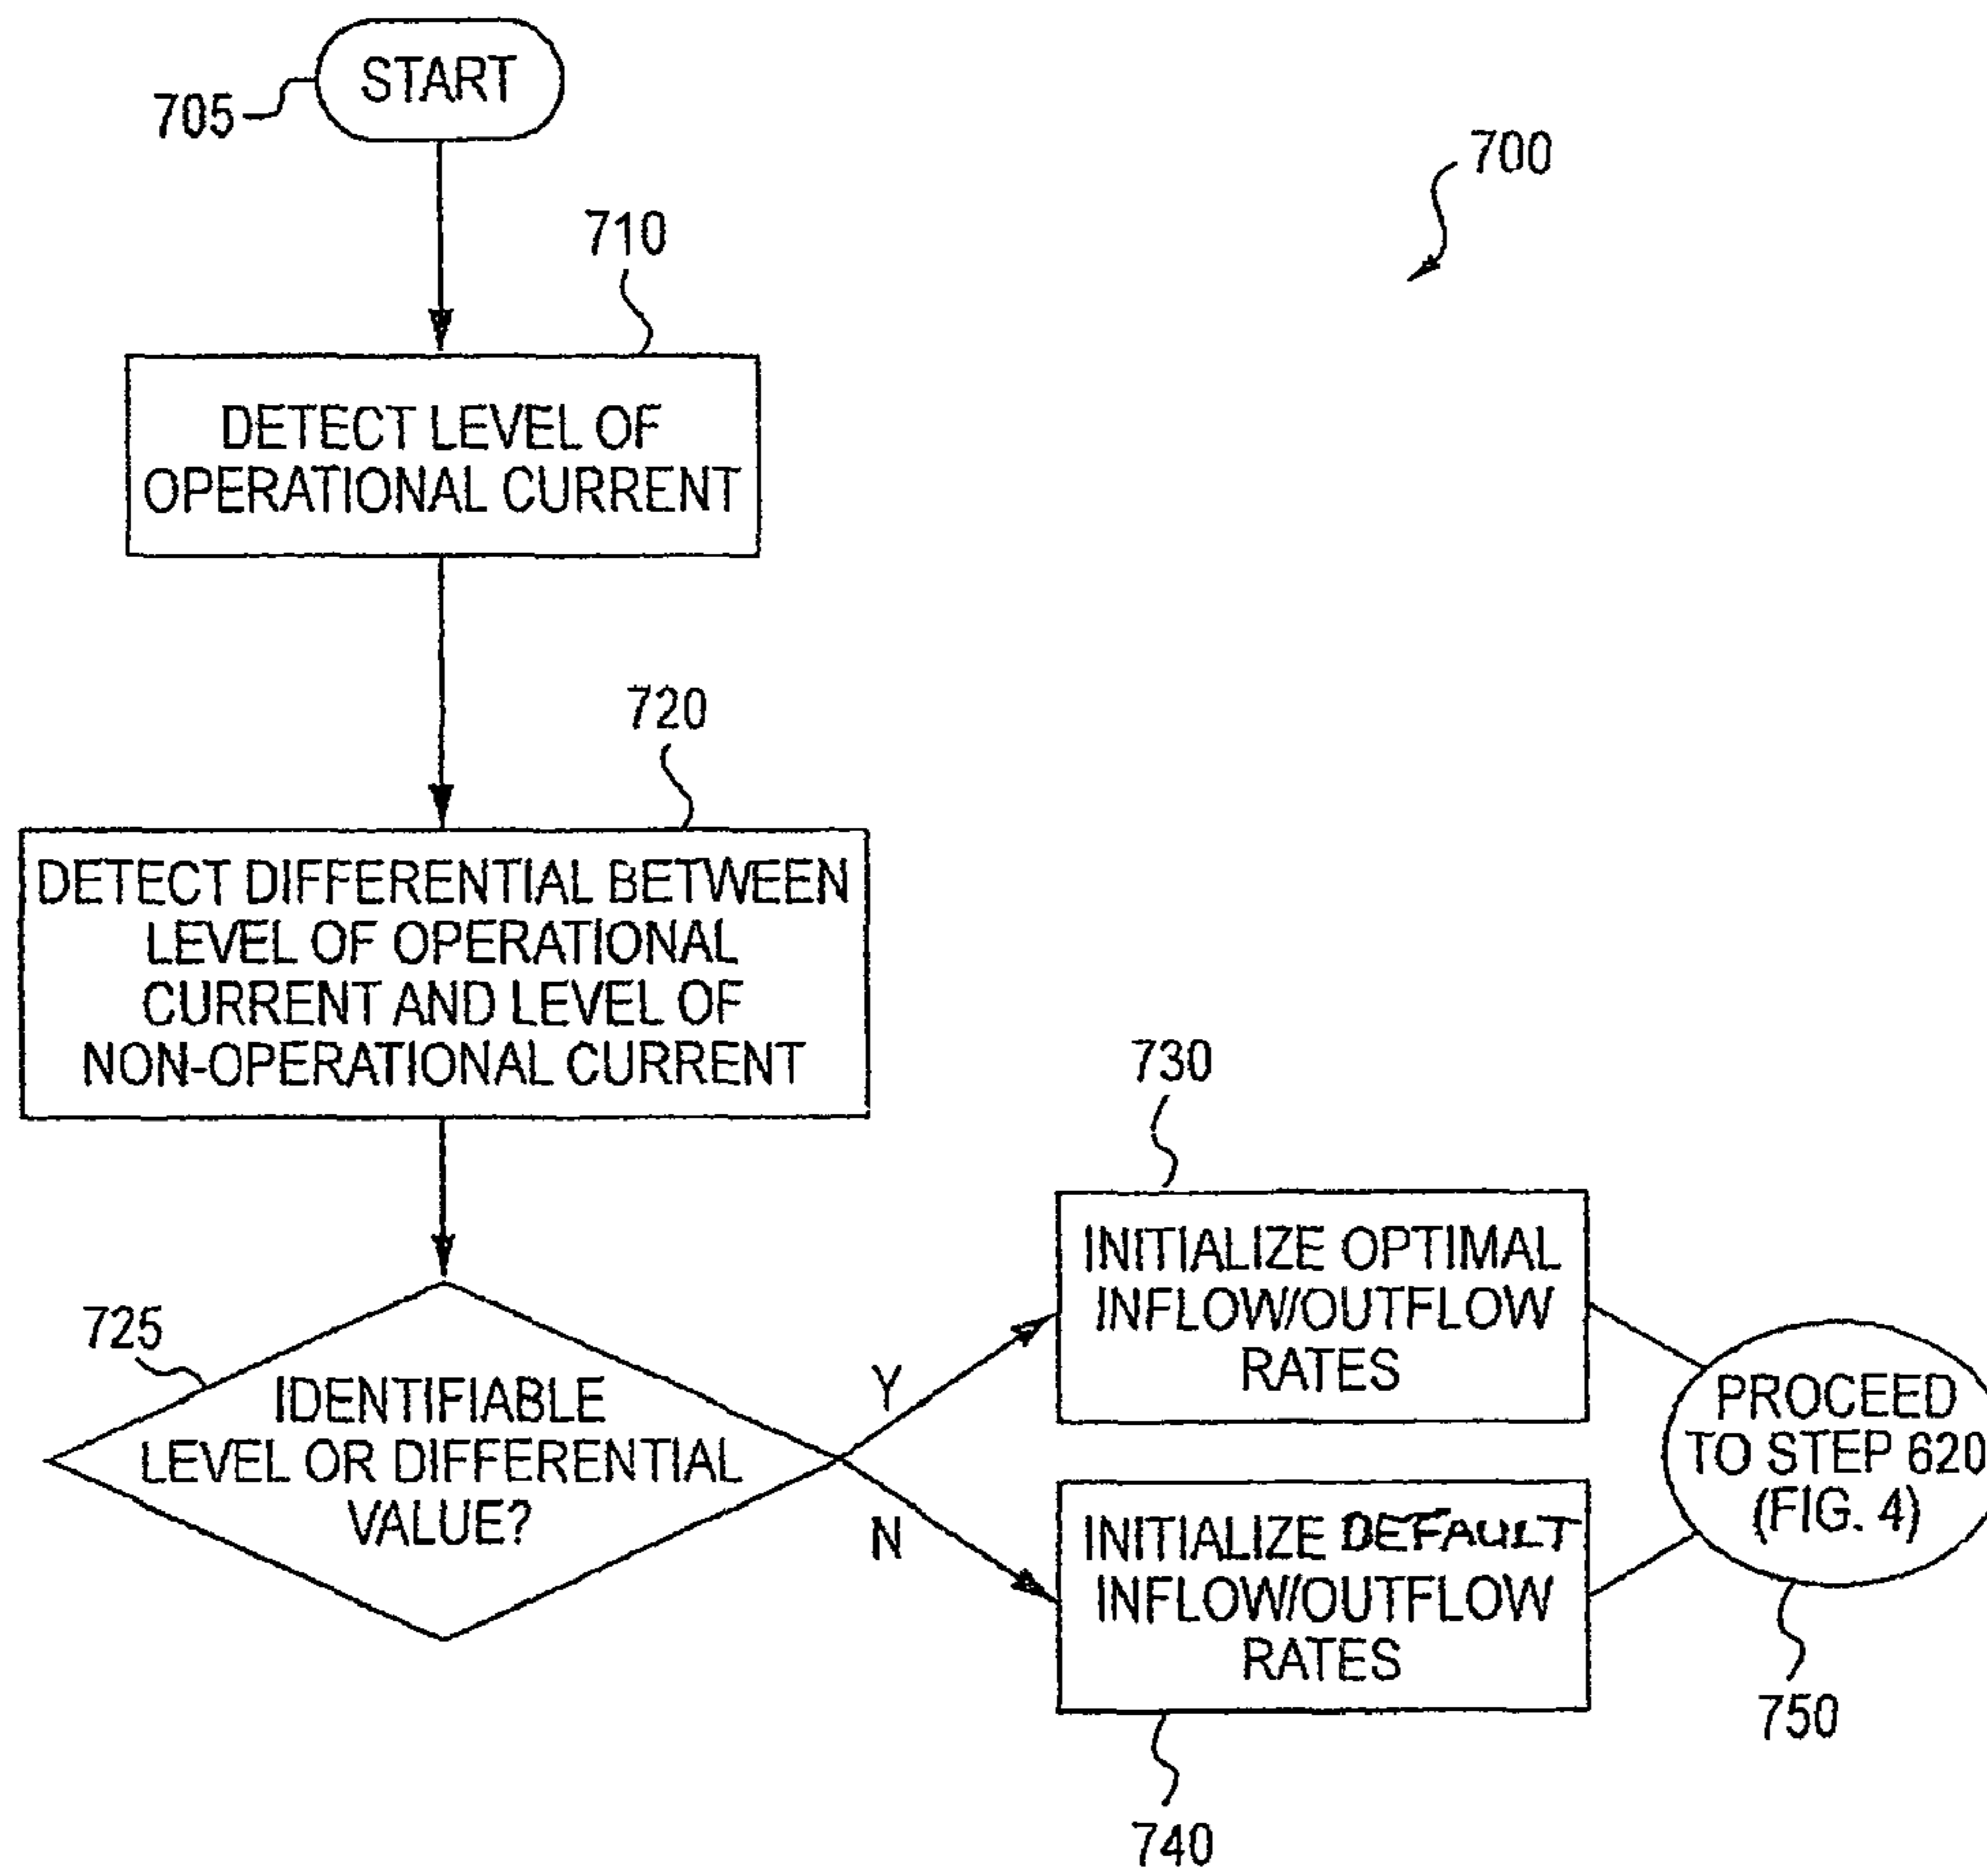 START
705
700
710
DETECT LEVEL OF
OPERATIONAL CURRENT
720
DETECT DIFFERENTIAL BETWEEN
LEVEL OF OPERATIONAL
CURRENT AND LEVEL OF
NON-OPERATIONAL CURRENT
725
IDENTIFIABLE
LEVEL OR DIFFERENTIAL
VALUE?
Y
N
730
INITIALIZE OPTIMAL
INFLOW/OUTFLOW
RATES
INITIALIZE DEFAULT
INFLOW/OUTFLOW
RATES
740
PROCEED
TO STEP 620
(FIG. 4)
750